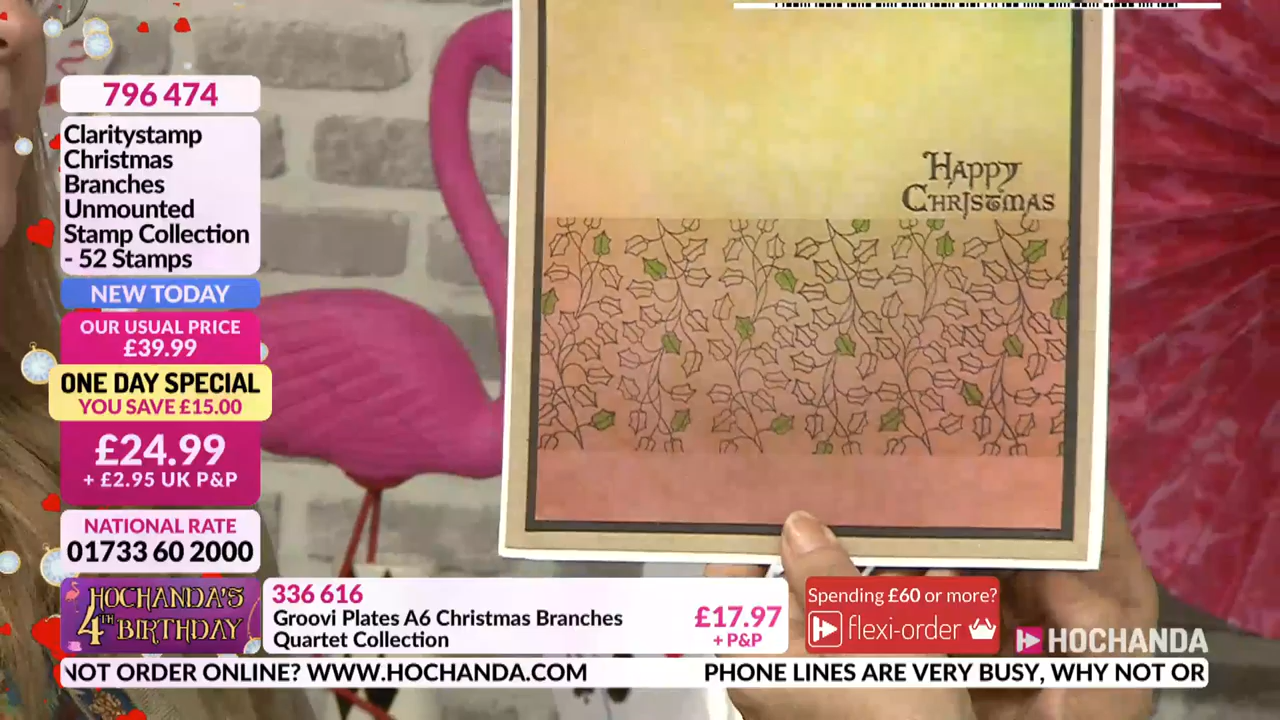 796 474
Claritystamp
Christmas
Branches
Unmounted
Stamp Collection
- 52 Stamps
NEW TODAY
OUR USUAL PRICE
£39.99
ONE DAY SPECIAL
YOU SAVE £15.00
£24.99
+ £2.95 UK P&P
NATIONAL RATE
01733 60 2000
HAPPY
CHRISTMAS
HOCHANDA'S
4TH BIRTHDAY
336 616
Groovi Plates A6 Christmas Branches
Quartet Collection
£17.97
+ P&P
Spending £60 or more?
flexi-order
HOCHANDA
NOT ORDER ONLINE? WWW.HOCHANDA.COM PHONE LINES ARE VERY BUSY, WHY NOT OR